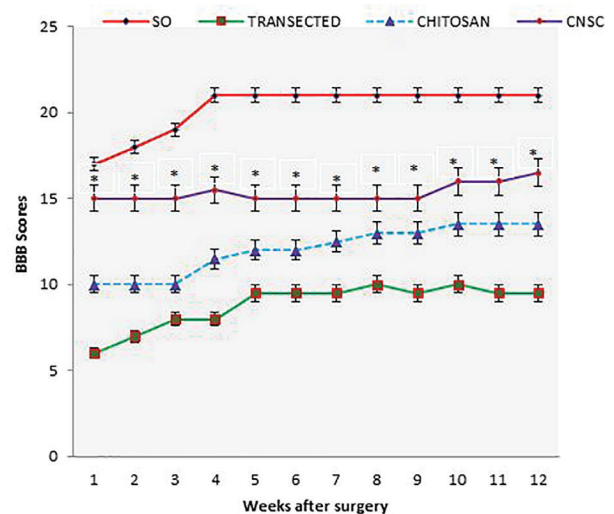 SO TRANSECTED CHITOSAN CNSC
25
20
15
10
5
0
BBB Scores
* * * * * * * * * * * *
1 2 3 4 5 6 7 8 9 10 11 12
Weeks after surgery